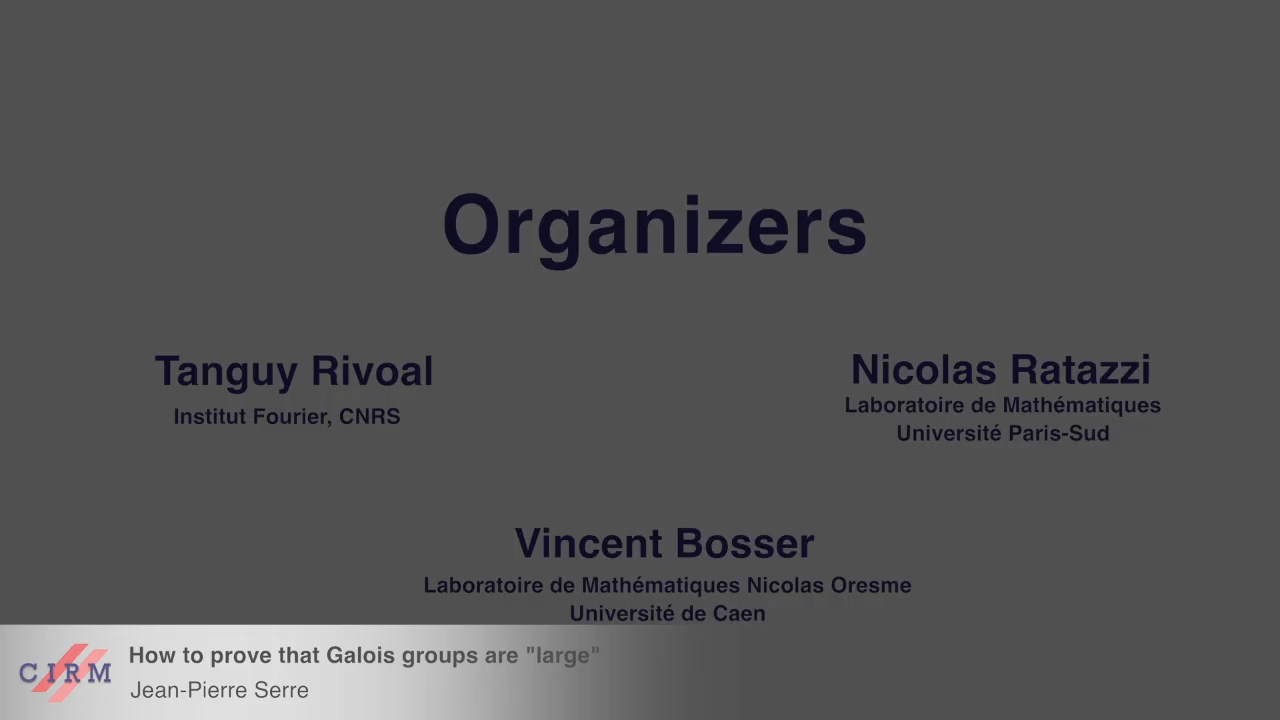 Organizers
Tanguy Rivoal
Institut Fourier, CNRS
Nicolas Ratazzi
Laboratoire de Mathématiques
Université Paris-Sud
Vincent Bosser
Laboratoire de Mathématiques Nicolas Oresme
Université de Caen
CIRM
How to prove that Galois groups are "large"
Jean-Pierre Serre